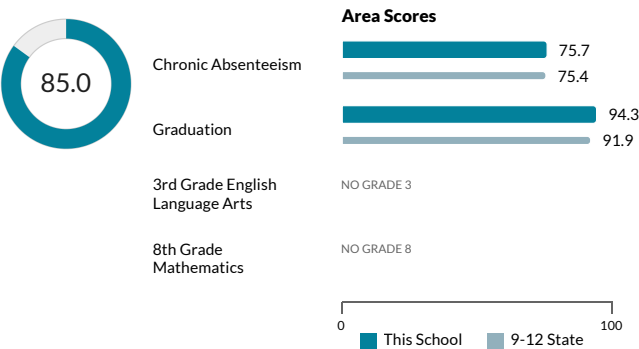 Area Scores
85.0
Chronic Absenteeism
75.7
75.4
Graduation
94.3
91.9
3rd Grade English
Language Arts
NO GRADE 3
8th Grade
Mathematics
NO GRADE 8
0 100
This School 9-12 State